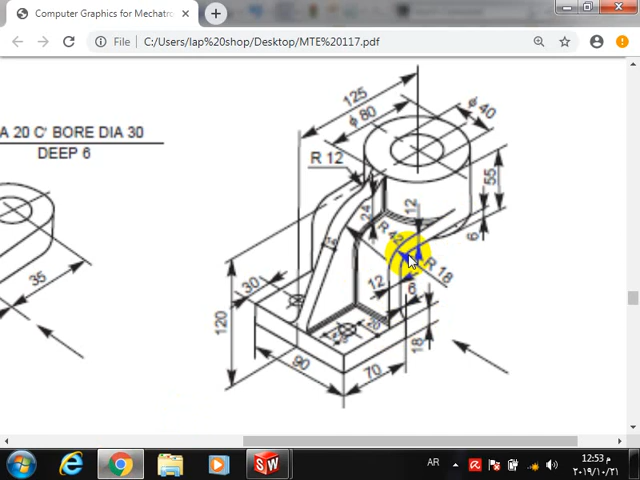 Computer Graphics for Mechatr
File
C:/Users/lap%20shop/Desktop/MTE%20117.pdf
A 20 C' BORE DIA 30
DEEP 6
35
125
ϕ 80
ϕ 40
R 12
55
24
12
R 42
6
R 18
30
12
6
120
18
90
70
AR
12:53 م
٢٠١٩/١٠/٢١